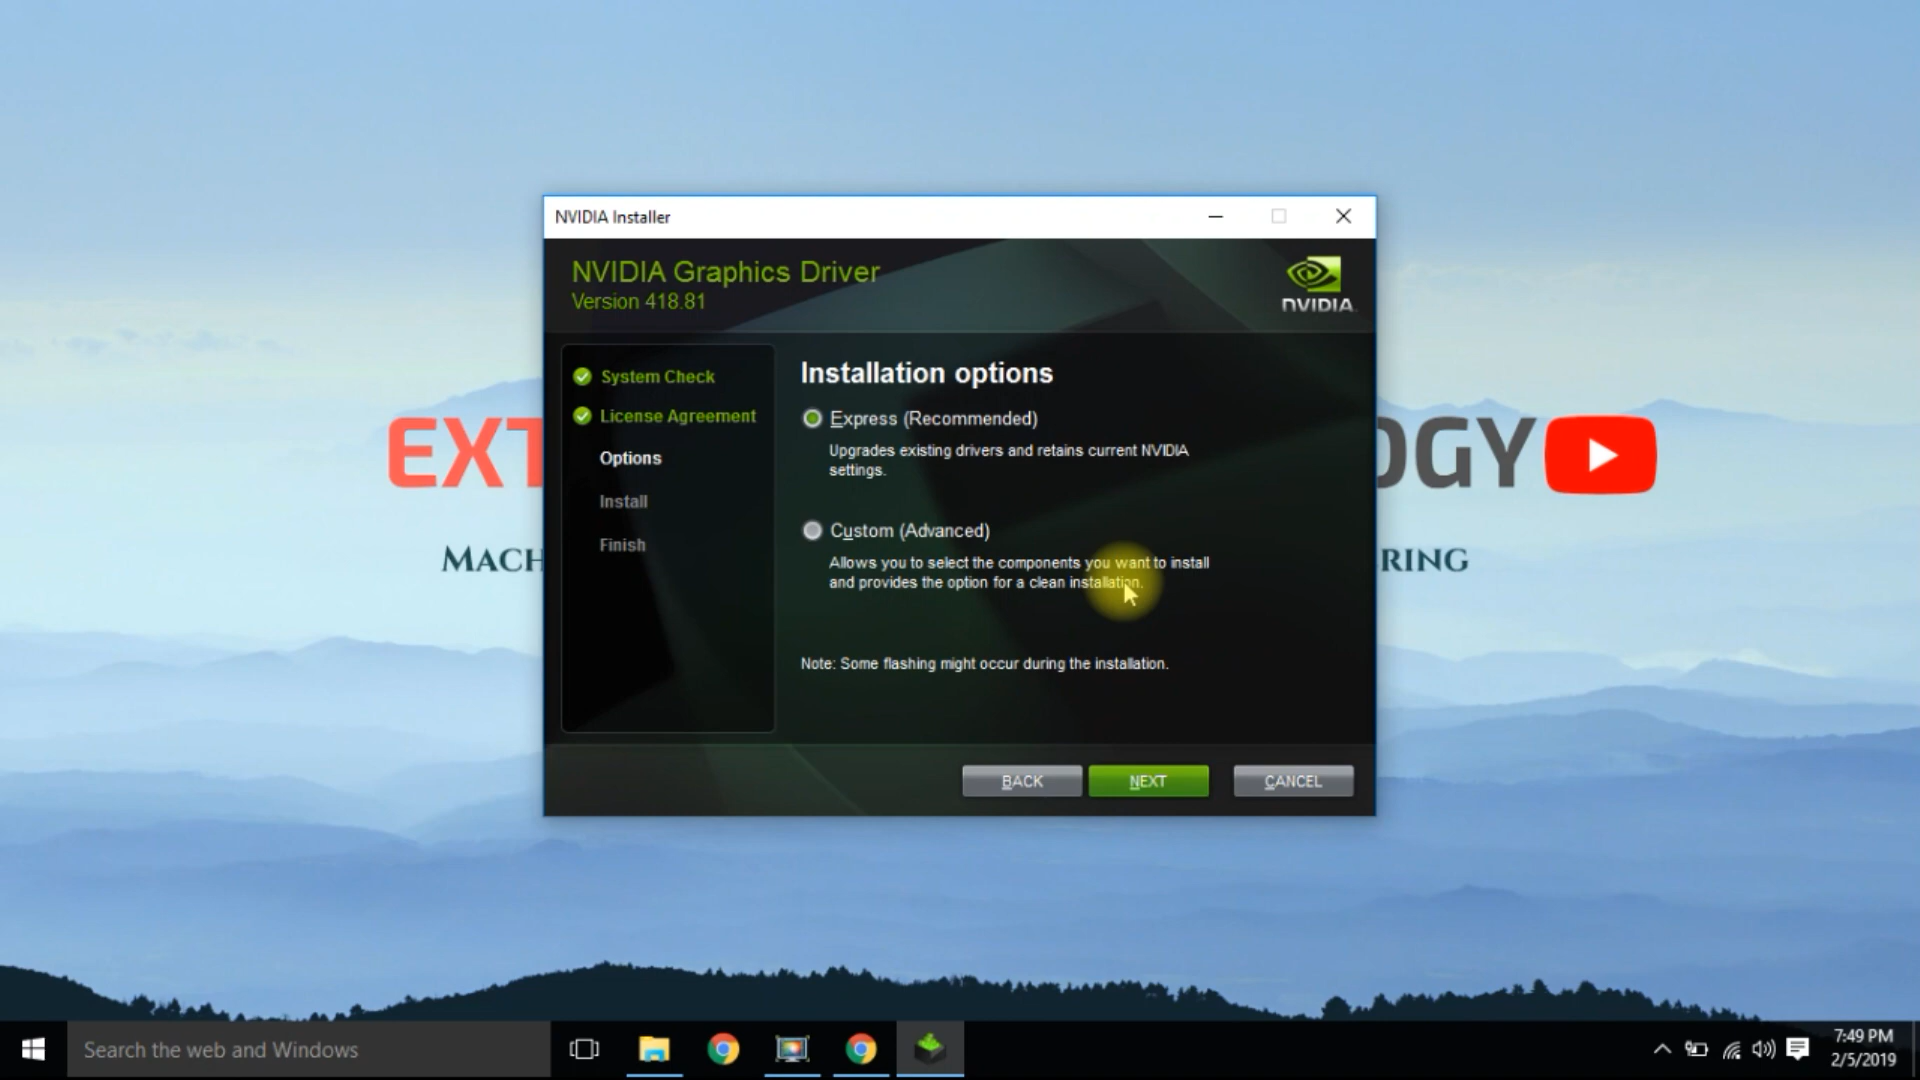 NVIDIA Installer
NVIDIA Graphics Driver
Version 418.81
NVIDIA
System Check
License Agreement
Options
Install
Finish
Installation options
Express (Recommended)
Upgrades existing drivers and retains current NVIDIA
settings.
Custom (Advanced)
Allows you to select the components you want to install
and provides the option for a clean installation.
Note: Some flashing might occur during the installation.
BACK NEXT CANCEL
EXT OGY
MACH RING
Search the web and Windows
7:49 PM
2/5/2019